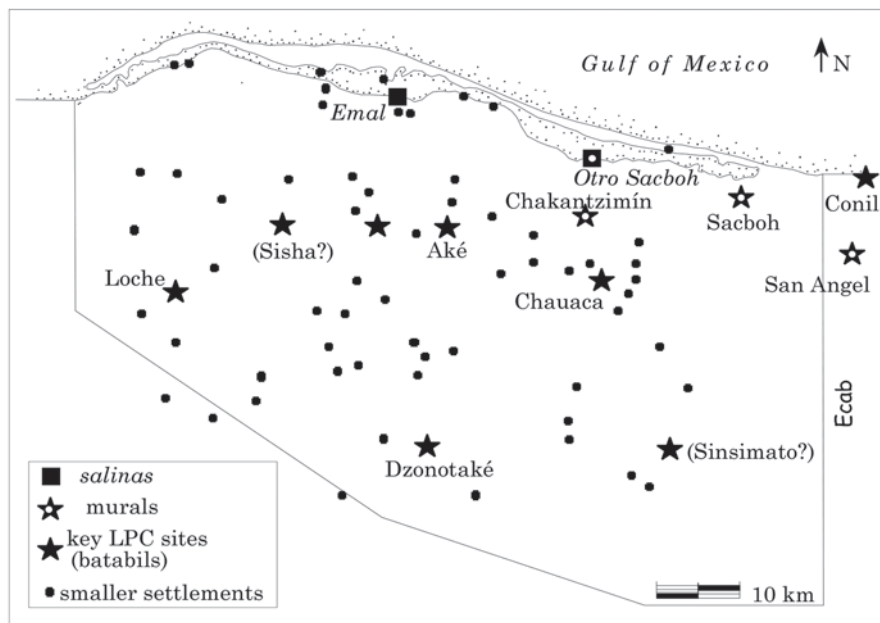 Gulf of Mexico
N
Emal
Otro Sacboh
Chakantzimín
Sacboh
Conil
(Sisha?)
Aké
San Angel
Loche
Chauaca
Ecab
Dzonotaké
(Sinsimato?)
salinas
murals
key LPC sites
(batabils)
smaller settlements
10 km